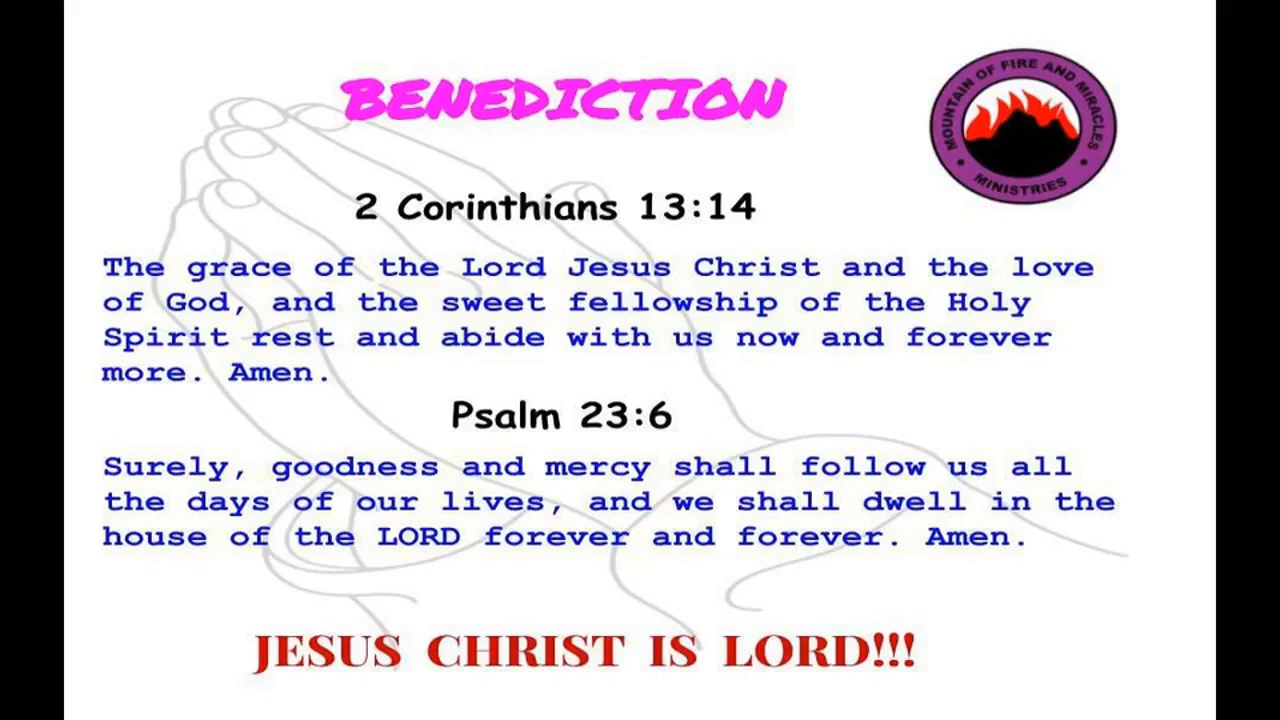 BENEDICTION
MOUNTAIN OF FIRE AND MIRACLES
MINISTRIES
2 Corinthians 13:14
The grace of the Lord Jesus Christ and the love
of God, and the sweet fellowship of the Holy
Spirit rest and abide with us now and forever
more. Amen.
Psalm 23:6
Surely, goodness and mercy shall follow us all
the days of our lives, and we shall dwell in the
house of the LORD forever and forever. Amen.
JESUS CHRIST IS LORD!!!